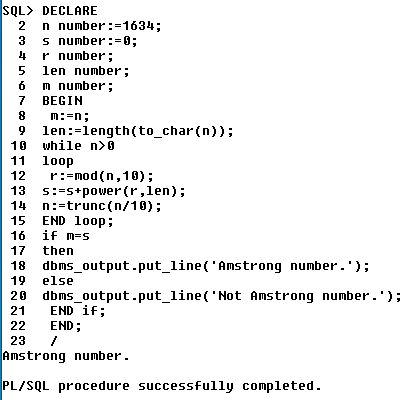 SQL> DECLARE
2 n number:=1634;
3 s number:=0;
4 r number;
5 len number;
6 m number;
7 BEGIN
8 m:=n;
9 len:=length(to_char(n));
10 while n>0
11 loop
12 r:=mod(n,10);
13 s:=s+power(r,len);
14 n:=trunc(n/10);
15 END loop;
16 if m=s
17 then
18 dbms_output.put_line('Amstrong number.');
19 else
20 dbms_output.put_line('Not Amstrong number.');
21 END if;
22 END;
23 /
Amstrong number.
PL/SQL procedure successfully completed.